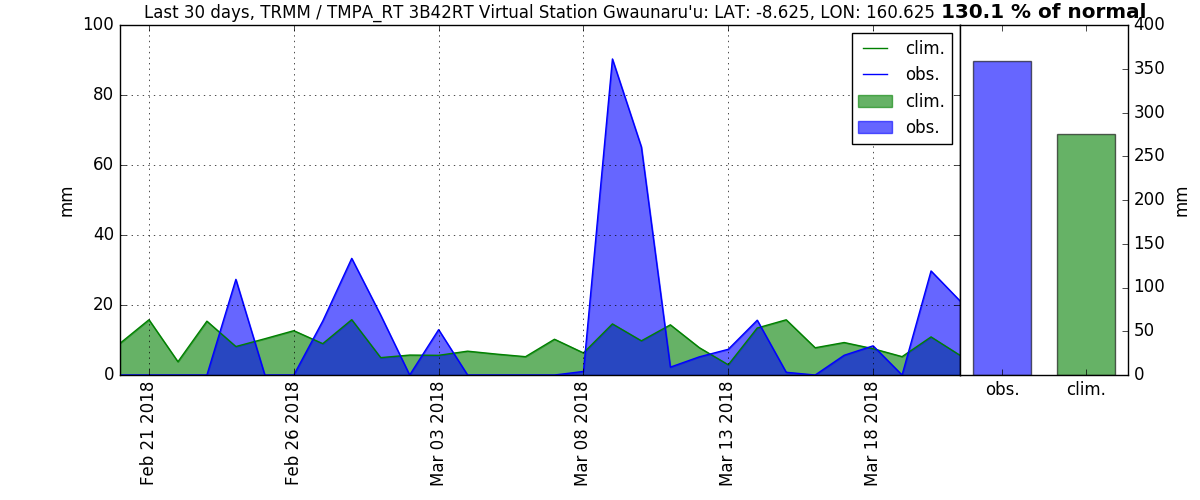 Last 30 days, TRMM / TMPA_RT 3B42RT Virtual Station Gwaunaru'u: LAT: -8.625, LON: 160.625 130.1 % of normal
100
80
60
40
20
0
mm
clim.
obs.
clim.
obs.
400
350
300
250
200
150
100
50
0
mm
obs.
clim.
Feb 21 2018
Feb 26 2018
Mar 03 2018
Mar 08 2018
Mar 13 2018
Mar 18 2018